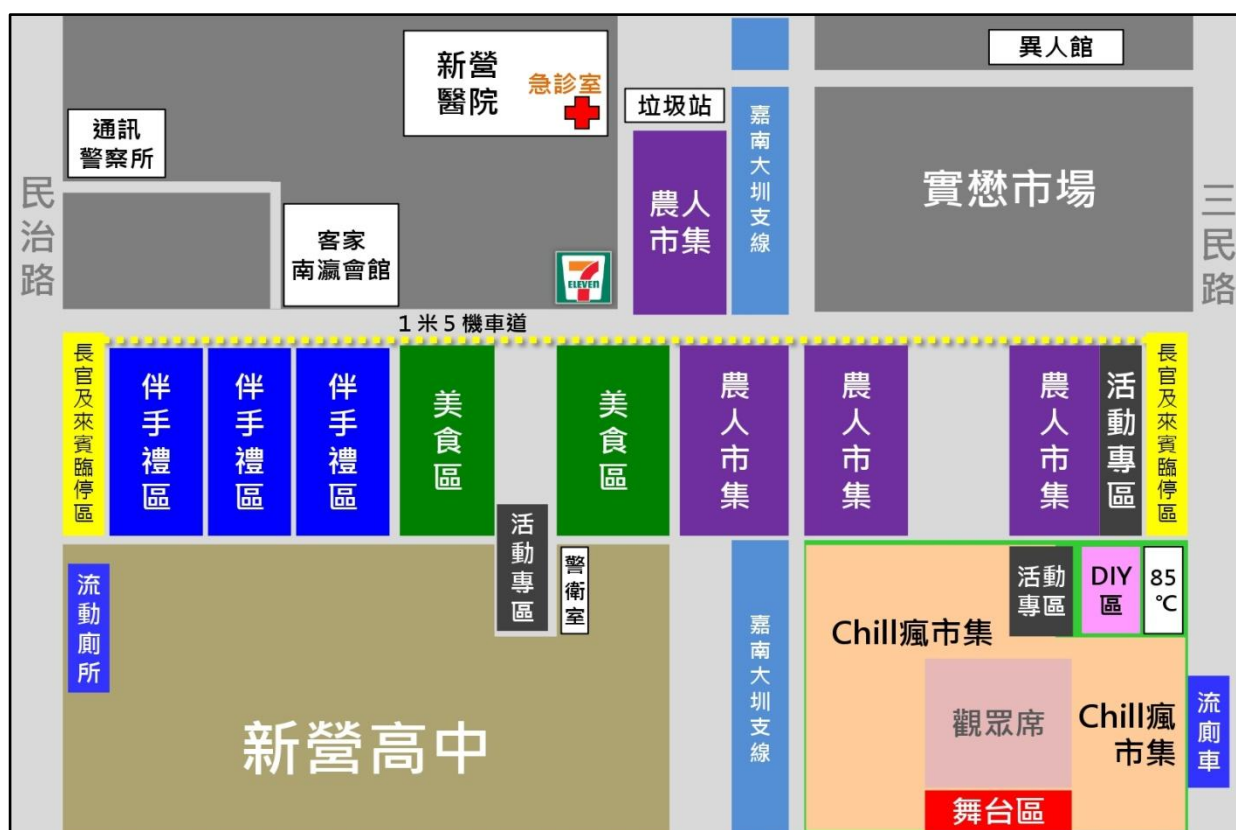 異人館
新營
醫院
急診室
垃圾站
通訊
警察所
嘉南大圳支線
農人
市集
實懋市場
民治路
三民路
客家
南瀛會館
7
ELEVEN
1米5機車道
長官及來賓臨停區
伴手禮區
伴手禮區
伴手禮區
美食區
美食區
農人市集
農人市集
農人市集
活動專區
長官及來賓臨停區
活動專區
警衛室
流動廁所
新營高中
嘉南大圳支線
活動
專區
DIY
區
85
℃
Chill瘋市集
觀眾席
Chill瘋
市集
流廁車
舞台區